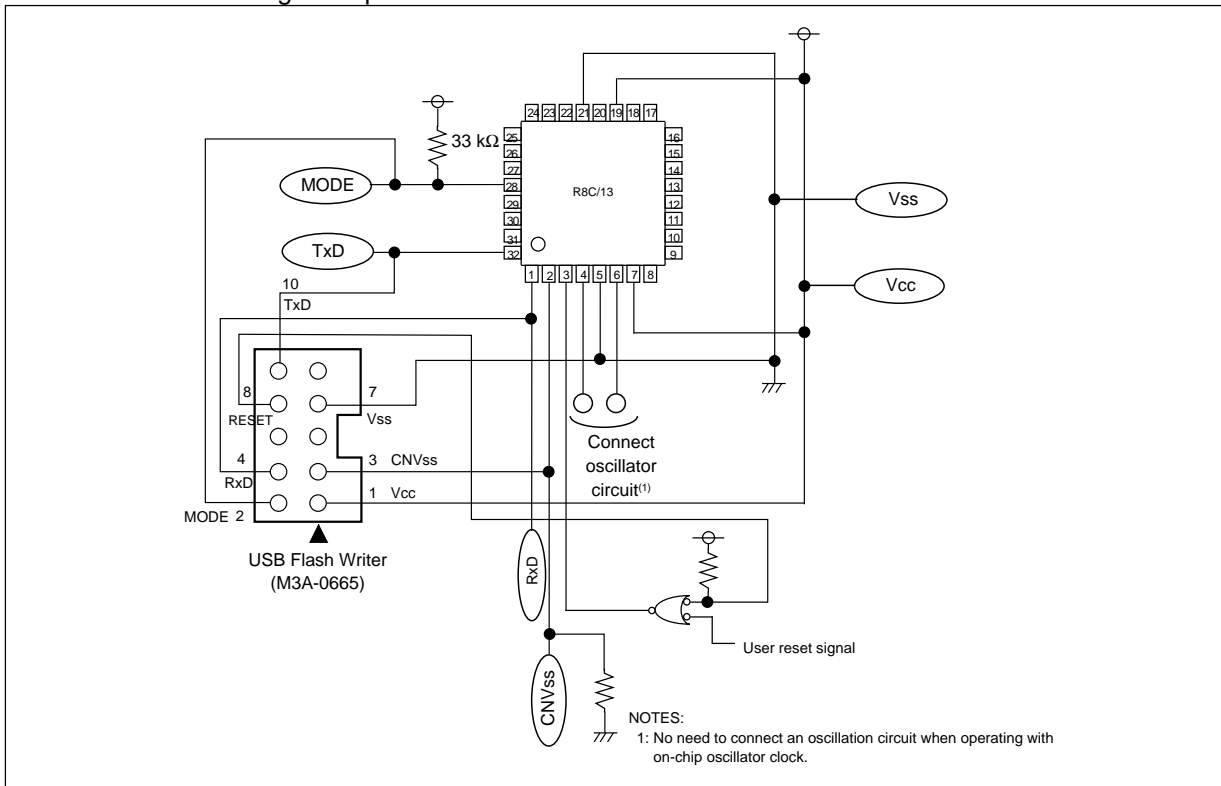 24 23 22 21 20 19 18 17
25
26
27
28
29
30
31
32
16
15
14
13
12
11
10
9
1 2 3 4 5 6 7 8
33 kΩ
R8C/13
MODE
TxD
Vss
Vcc
10
TxD
8
RESET
7
Vss
4
RxD
3 CNVss
1 Vcc
MODE 2
USB Flash Writer
(M3A-0665)
Connect
oscillator
circuit(1)
RxD
CNVss
User reset signal
NOTES:
1: No need to connect an oscillation circuit when operating with
on-chip oscillator clock.